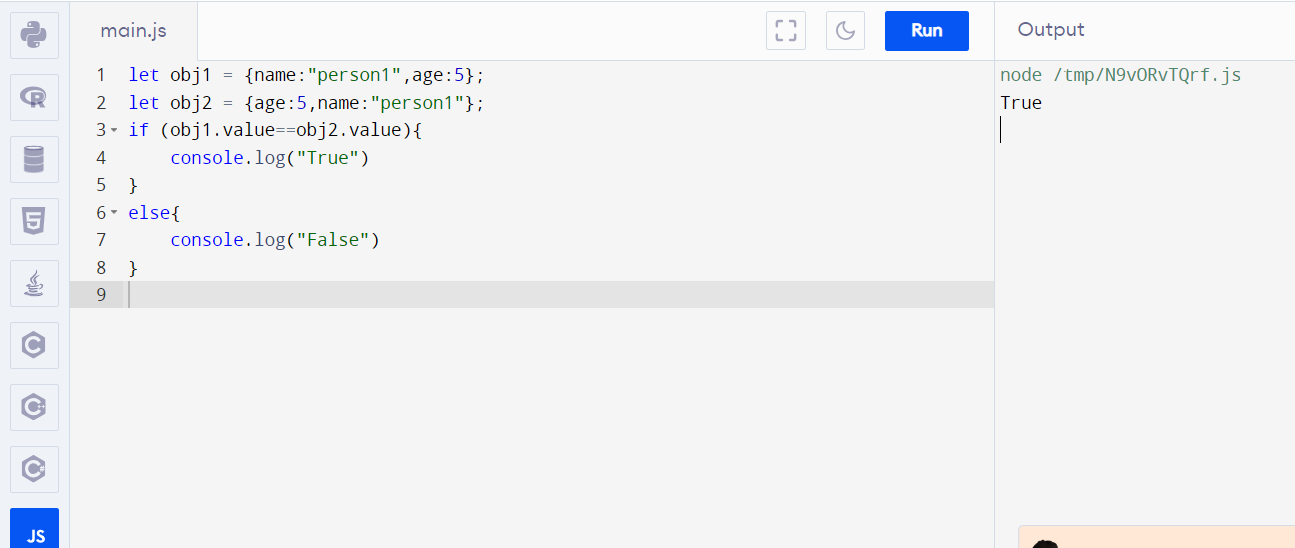 main.js
Run
Output
1 let obj1 = {name:"person1",age:5};
2 let obj2 = {age:5,name:"person1"};
3 if (obj1.value==obj2.value){
4     console.log("True")
5 }
6 else{
7     console.log("False")
8 }
9
node /tmp/N9vORvTQrf.js
True
R
5
C
C
C
JS